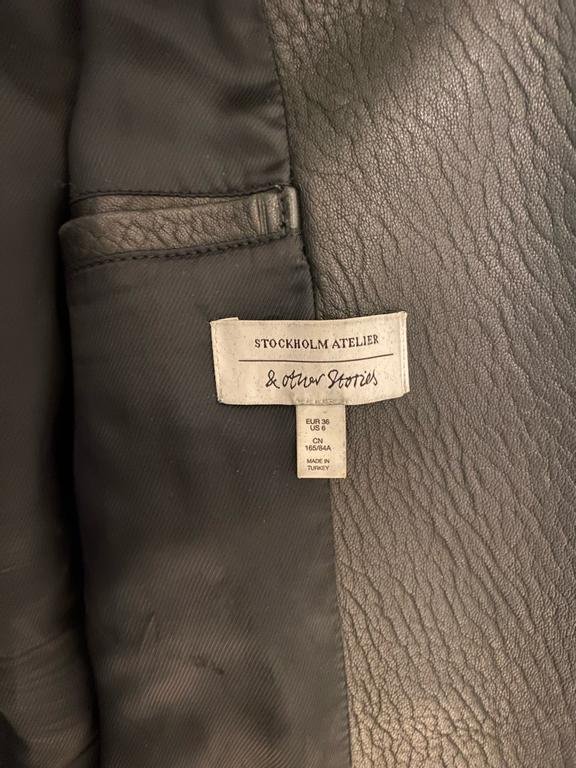 STOCKHOLM ATELIER
& other Stories
EUR 36
US 6
CN
165/84A
MADE IN
TURKEY